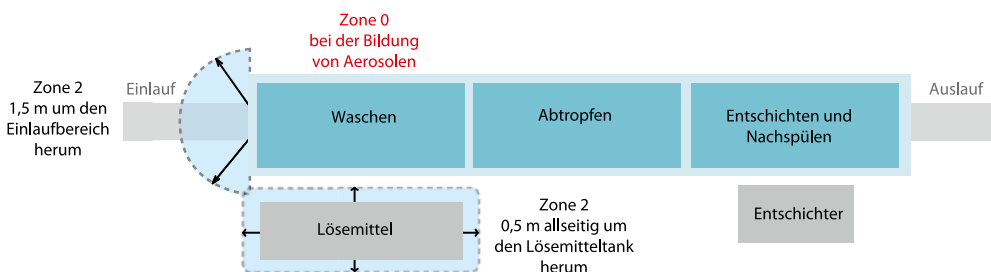 Zone 0
bei der Bildung
von Aerosolen
Zone 2
1,5 m um den
Einlaufbereich
herum
Einlauf
Waschen
Abtropfen
Entschichten und
Nachspülen
Auslauf
Lösemittel
Zone 2
0,5 m allseitig um
den Lösemitteltank
herum
Entschichter